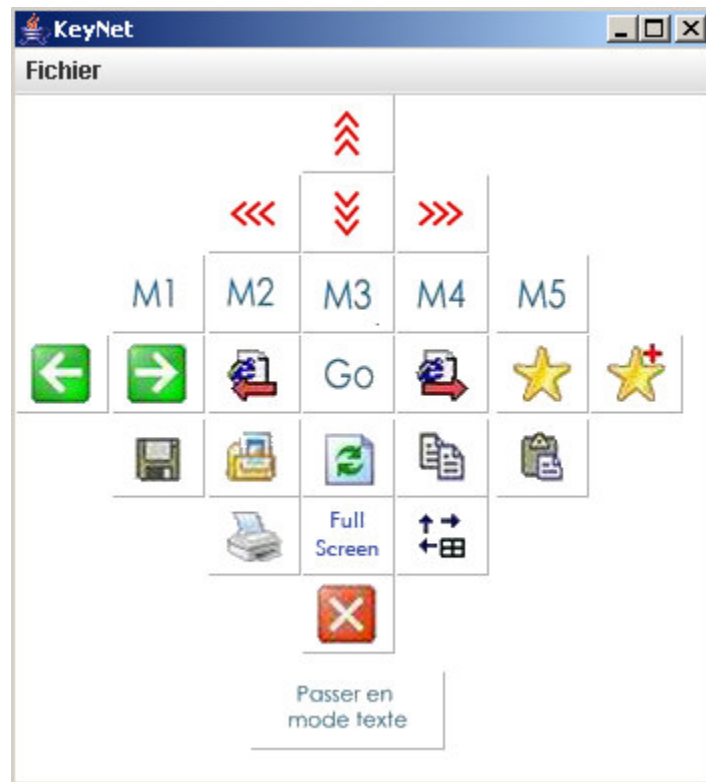 KeyNet
Fichier
M1 M2 M3 M4 M5
Go
Full
Screen
Passer en
mode texte